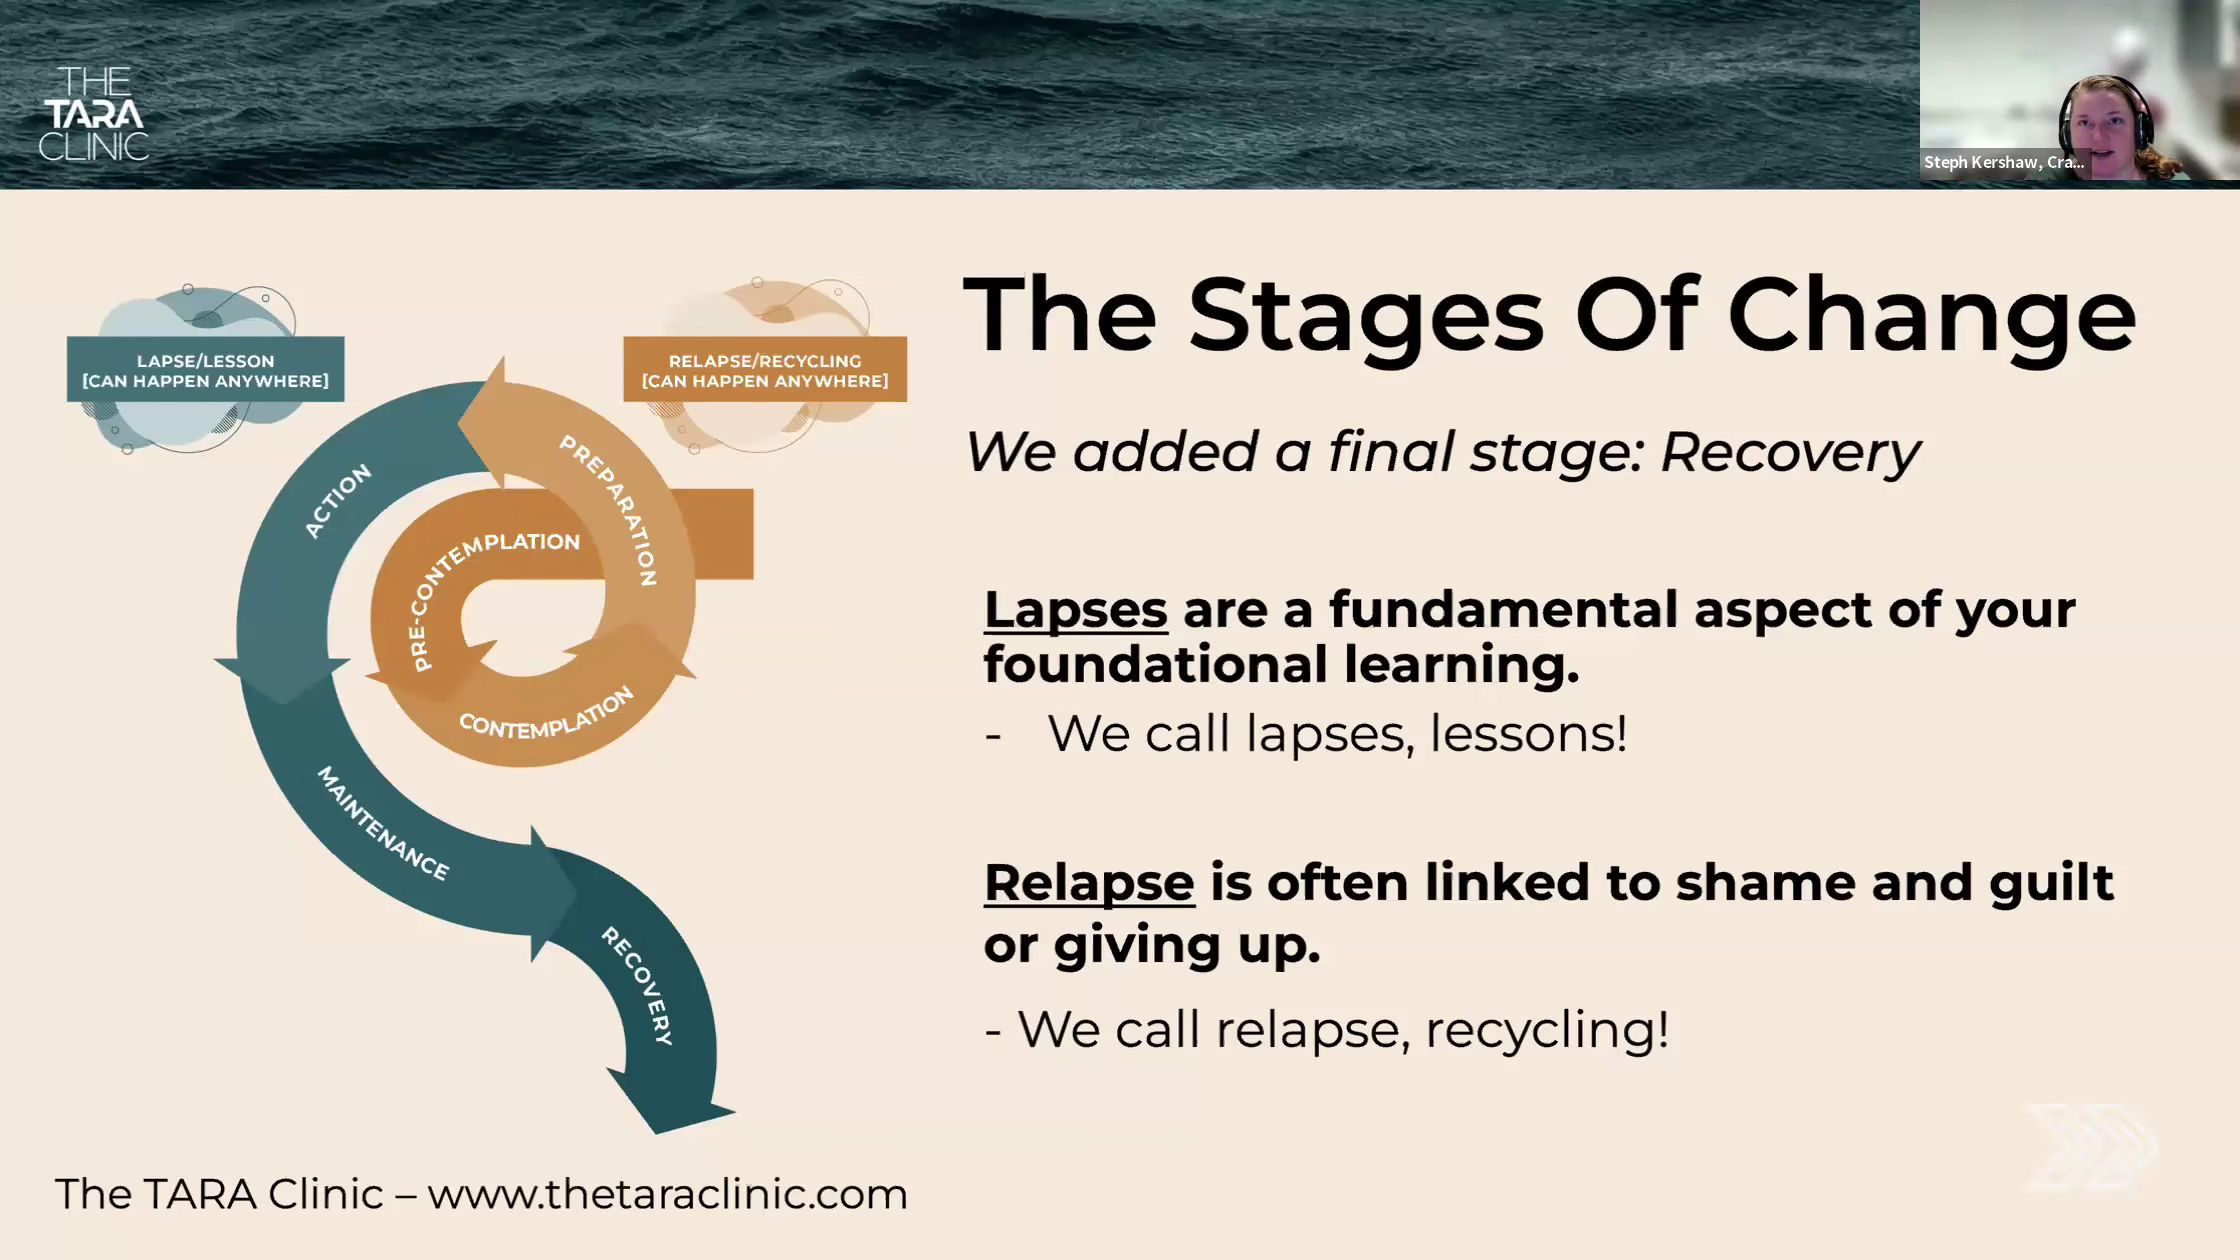 THE
TARA
CLINIC
Steph Kershaw, Cra...
The Stages Of Change
We added a final stage: Recovery
LAPSE/LESSON
[CAN HAPPEN ANYWHERE]
RELAPSE/RECYCLING
[CAN HAPPEN ANYWHERE]
PRE-CONTEMPLATION
CONTEMPLATION
PREPARATION
ACTION
MAINTENANCE
RECOVERY
Lapses are a fundamental aspect of your
foundational learning.
- We call lapses, lessons!
Relapse is often linked to shame and guilt
or giving up.
- We call relapse, recycling!
The TARA Clinic – www.thetaraclinic.com